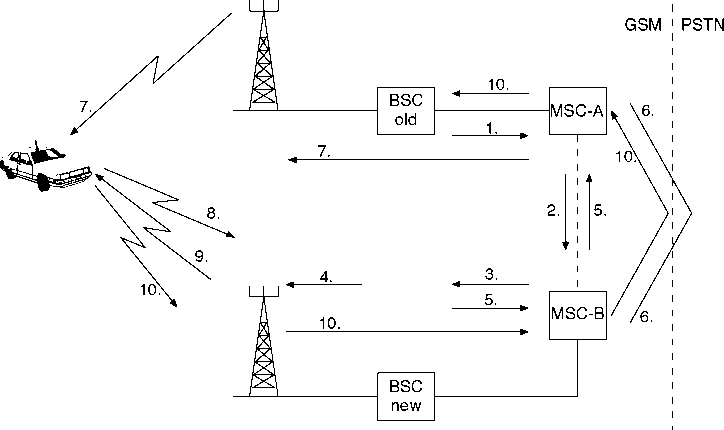 GSM PSTN
10.
BSC
old
MSC-A
6.
7.
1.
7.
10.
8.
2.
5.
9.
10.
4.
3.
5.
10.
MSC-B
6.
BSC
new